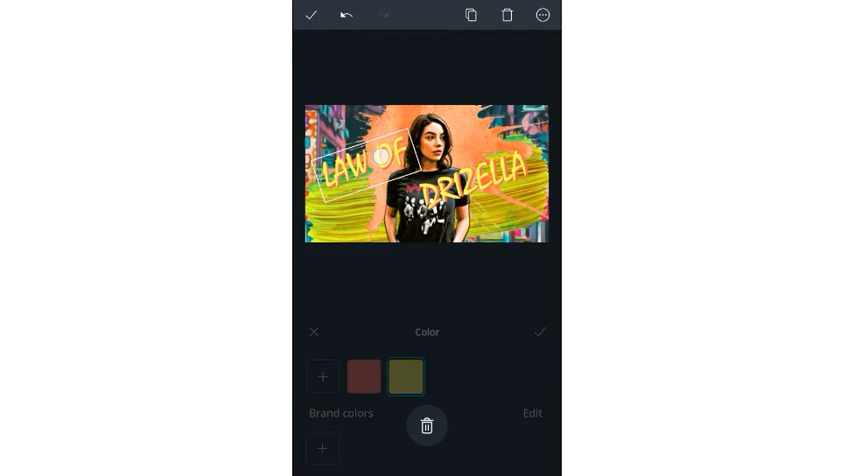 LAW OF
DRIZELLA
Color
Brand colors
Edit